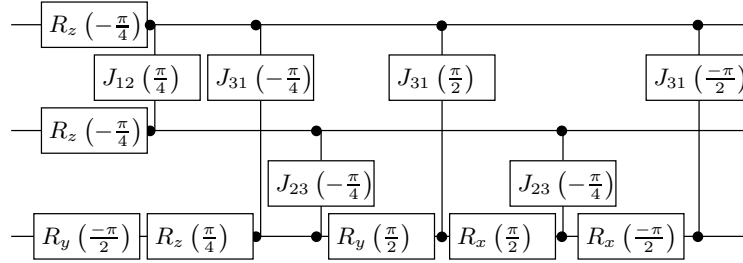 R_z (-π/4)
J_12 (π/4) J_31 (-π/4) J_31 (π/2) J_31 (-π/2)
R_z (-π/4)
J_23 (-π/4) J_23 (-π/4)
R_y (-π/2) R_z (π/4) R_y (π/2) R_x (π/2) R_x (-π/2)